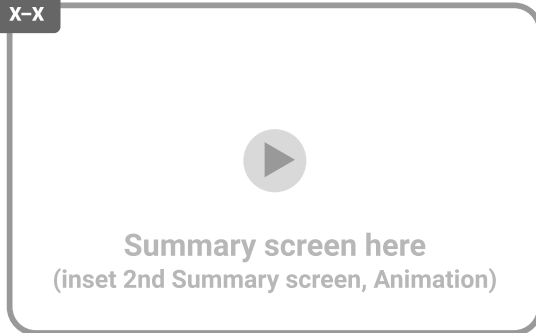 X–X
Summary screen here
(inset 2nd Summary screen, Animation)